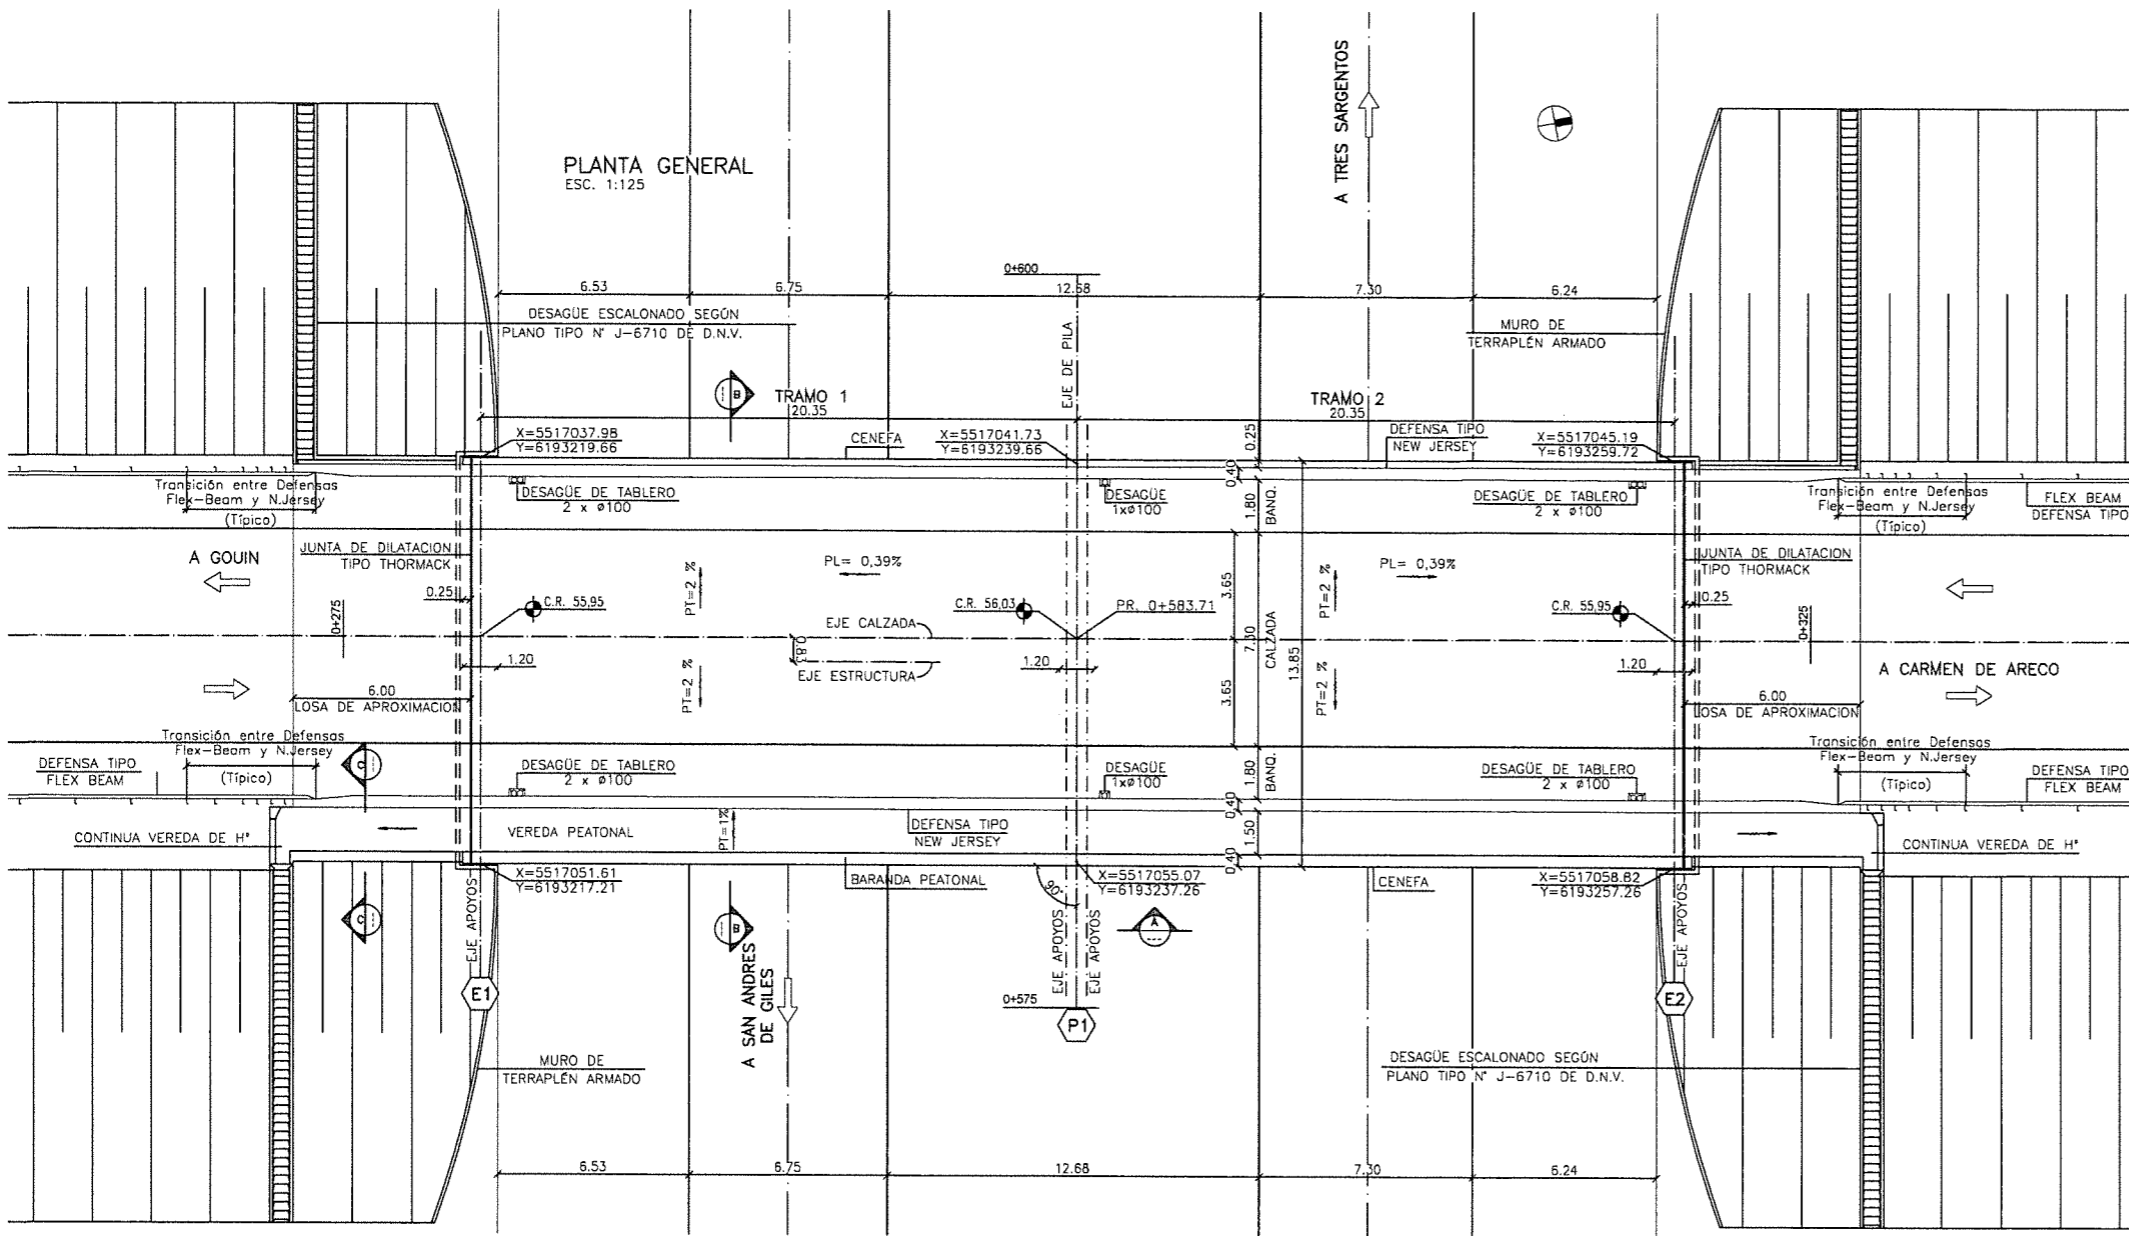 PLANTA GENERAL
ESC. 1:125
A TRES SARGENTOS
0+600
6.53
6.75
12.68
7.30
6.24
DESAGÜE ESCALONADO SEGÚN
PLANO TIPO N° J-6710 DE D.N.V.
EJE DE PILA
MURO DE
TERRAPLÉN ARMADO
B
TRAMO 1
20.35
TRAMO 2
20.35
X=5517037.98
Y=6193219.66
CENEFA
X=5517041.73
Y=6193239.66
0.25
DEFENSA TIPO
NEW JERSEY
X=5517045.19
Y=6193259.72
0.40
Transición entre Defensas
Flex-Beam y N.Jersey
(Típico)
DESAGÜE DE TABLERO
2 x ø100
DESAGÜE
1xø100
1.80
BANQ.
DESAGÜE DE TABLERO
2 x ø100
Transición entre Defensas
Flex-Beam y N.Jersey
(Típico)
FLEX BEAM
DEFENSA TIPO
A GOUIN
JUNTA DE DILATACION
TIPO THORMACK
PT=2 %
PL= 0,39%
3.65
PT=2 %
PL= 0,39%
JUNTA DE DILATACION
TIPO THORMACK
0.25
C.R. 55,95
C.R. 56,03
PR. 0+583.71
C.R. 55,95
0.25
0+275
EJE CALZADA
0.83
EJE ESTRUCTURA
7.30
CALZADA
13.85
0+325
1.20
1.20
1.20
A CARMEN DE ARECO
6.00
LOSA DE APROXIMACION
PT=2 %
3.65
PT=2 %
6.00
LOSA DE APROXIMACION
Transición entre Defensas
Flex-Beam y N.Jersey
(Típico)
DEFENSA TIPO
FLEX BEAM
C
DESAGÜE DE TABLERO
2 x ø100
DESAGÜE
1xø100
1.80
BANQ.
DESAGÜE DE TABLERO
2 x ø100
Transición entre Defensas
Flex-Beam y N.Jersey
(Típico)
DEFENSA TIPO
FLEX BEAM
0.40
CONTINUA VEREDA DE H°
VEREDA PEATONAL
PT=1%
DEFENSA TIPO
NEW JERSEY
1.50
CONTINUA VEREDA DE H°
0.40
X=5517051.61
Y=6193217.21
BARANDA PEATONAL
90°
X=5517055.07
Y=6193237.26
CENEFA
X=5517058.82
Y=6193257.26
C
EJE APOYOS
B
EJE APOYOS
EJE APOYOS
A
EJE APOYOS
E1
A SAN ANDRES
DE GILES
0+575
P1
E2
MURO DE
TERRAPLÉN ARMADO
DESAGÜE ESCALONADO SEGÚN
PLANO TIPO N° J-6710 DE D.N.V.
6.53
6.75
12.68
7.30
6.24